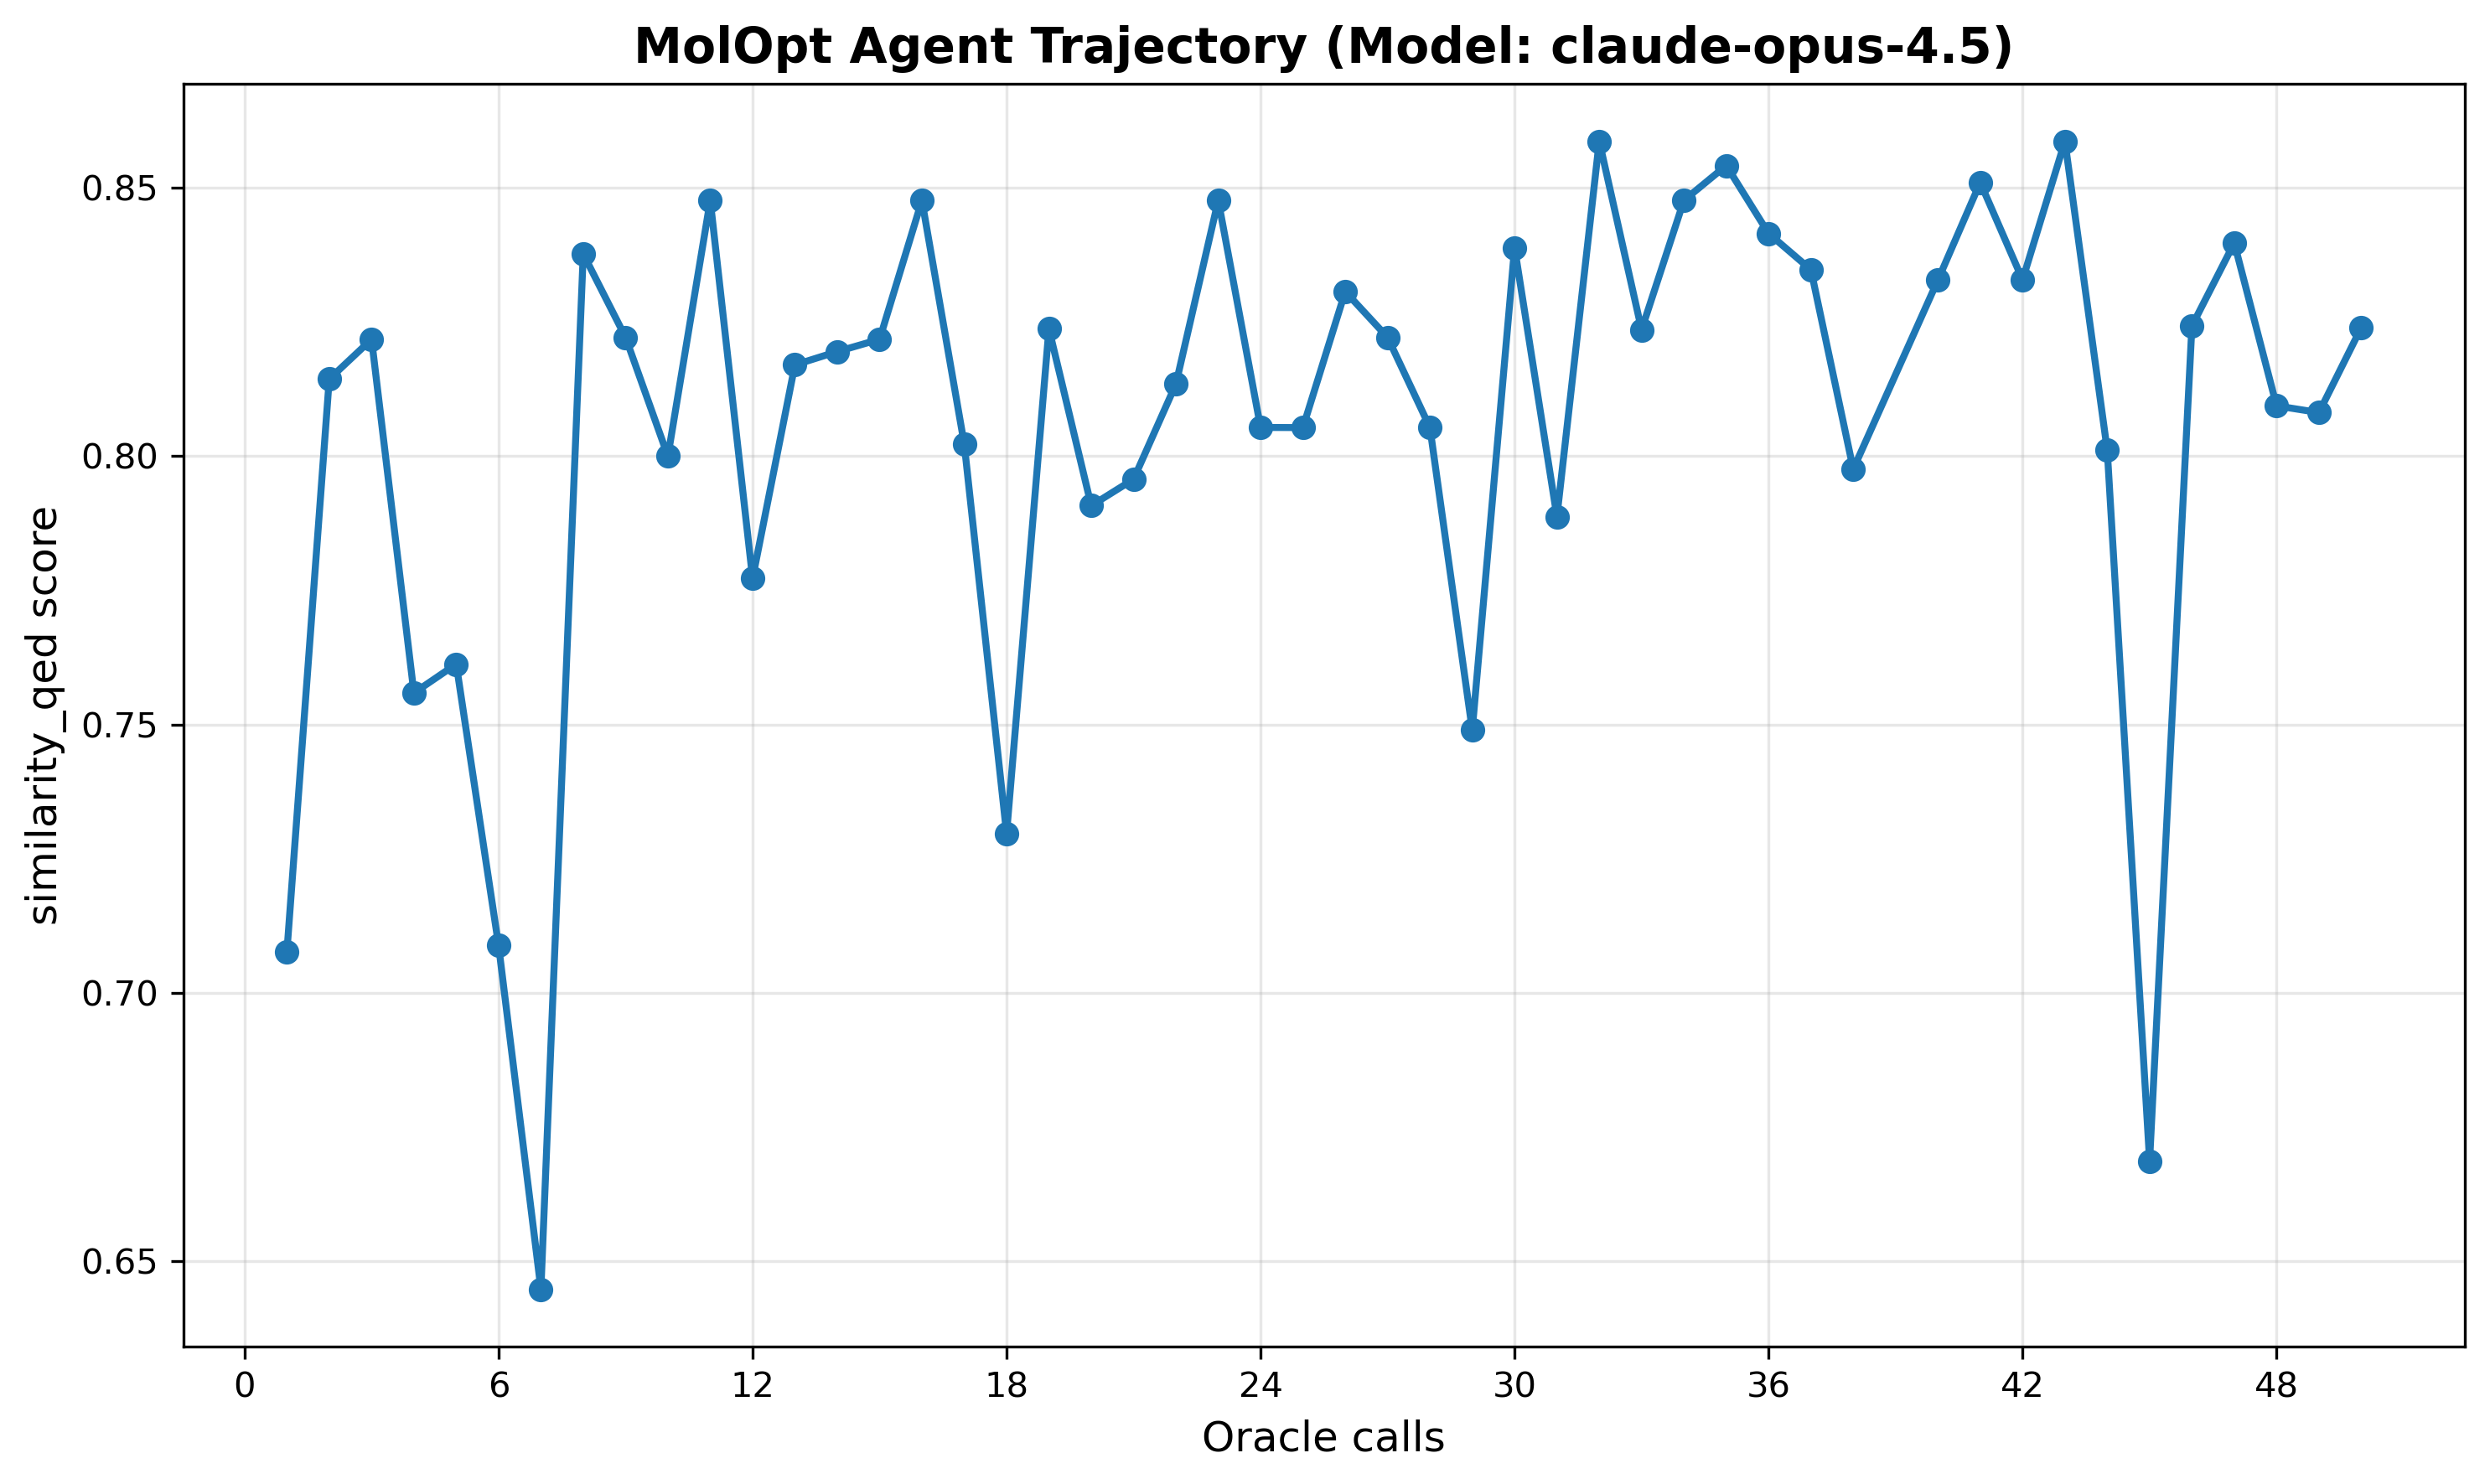 MolOpt Agent Trajectory (Model: claude-opus-4.5)
similarity_qed score
0.85
0.80
0.75
0.70
0.65
0 6 12 18 24 30 36 42 48
Oracle calls